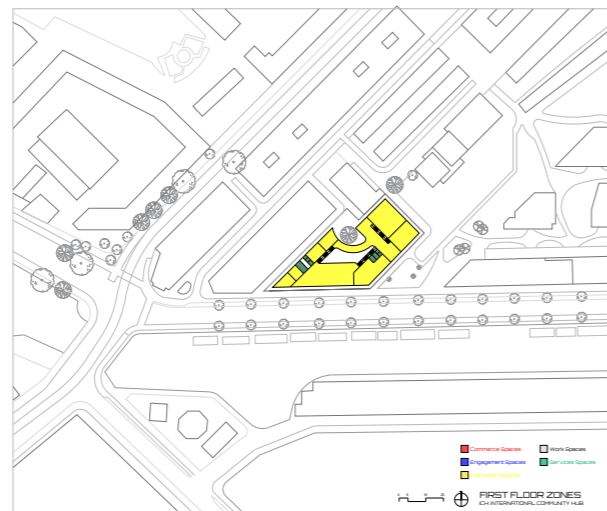 Commerce Spaces
Work Spaces
Engagement Spaces
Services Spaces
FIRST FLOOR ZONES
ICH INTERNATIONAL COMMUNITY HUB